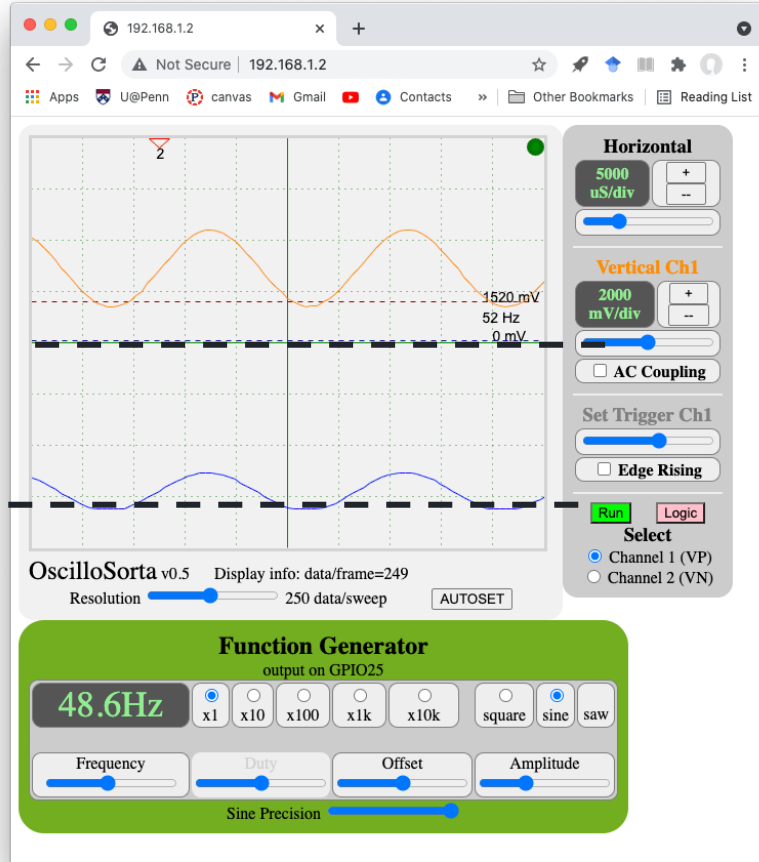 192.168.1.2
Not Secure | 192.168.1.2
Apps U@Penn canvas Gmail Contacts » Other Bookmarks Reading List
2
1520 mV
52 Hz
0 mV
Horizontal
5000
uS/div
+
--
Vertical Ch1
2000
mV/div
+
--
AC Coupling
Set Trigger Ch1
Edge Rising
Run Logic
Select
Channel 1 (VP)
Channel 2 (VN)
OscilloSorta v0.5 Display info: data/frame=249
Resolution 250 data/sweep AUTOSET
Function Generator
output on GPIO25
48.6Hz
x1 x10 x100 x1k x10k square sine saw
Frequency Duty Offset Amplitude
Sine Precision